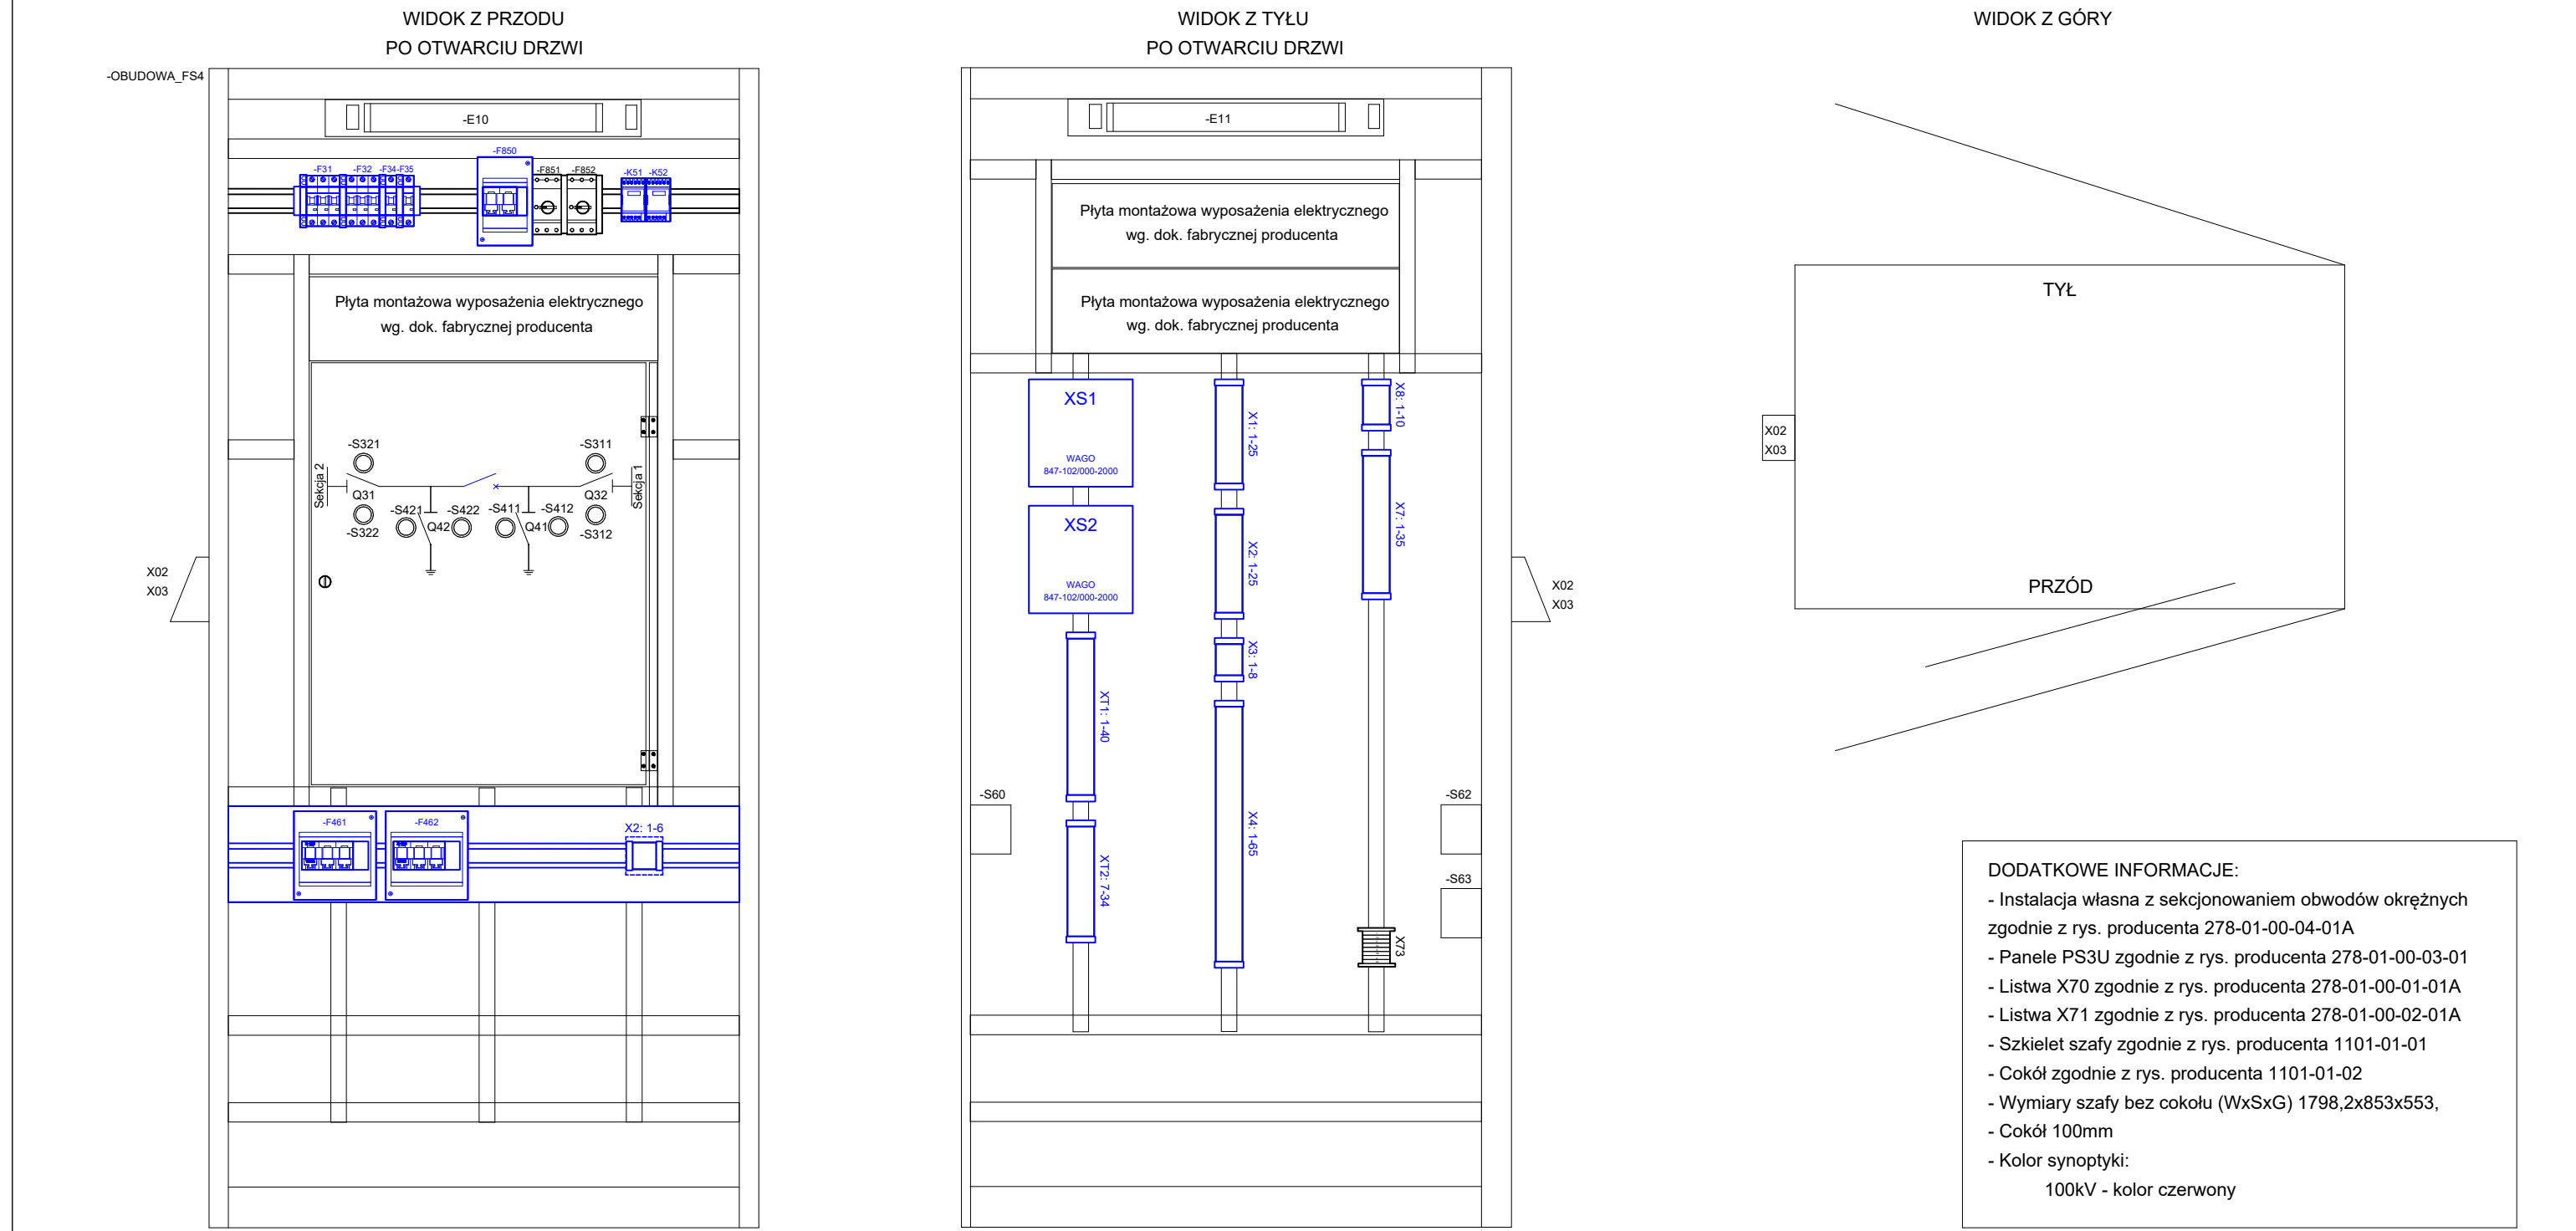 WIDOK Z PRZODU
PO OTWARCIU DRZWI
-OBUDOWA_FS4
-E10
-F850
-F31
-F32
-F34
-F35
-F851
-F852
-K51
-K52
Płyta montażowa wyposażenia elektrycznego
wg. dok. fabrycznej producenta
-S321
-S311
Sekcja 2
Sekcja 1
Q31
Q32
-S421
-S422
-S411
-S412
-S322
Q42
Q41
-S312
X02
X03
-F461
-F462
X2: 1-6
WIDOK Z TYŁU
PO OTWARCIU DRZWI
-E11
Płyta montażowa wyposażenia elektrycznego
wg. dok. fabrycznej producenta
Płyta montażowa wyposażenia elektrycznego
wg. dok. fabrycznej producenta
XS1
WAGO
847-102/000-2000
XS2
WAGO
847-102/000-2000
XT1: 1-40
XT2: 7-34
X1: 1-25
X2: 1-25
X3: 1-8
X4: 1-65
X8: 1-10
X7: 1-35
X73
X02
X03
-S60
-S62
-S63
WIDOK Z GÓRY
TYŁ
X02
X03
PRZÓD
DODATKOWE INFORMACJE:
- Instalacja własna z sekcjonowaniem obwodów okrężnych
zgodnie z rys. producenta 278-01-00-04-01A
- Panele PS3U zgodnie z rys. producenta 278-01-00-03-01
- Listwa X70 zgodnie z rys. producenta 278-01-00-01-01A
- Listwa X71 zgodnie z rys. producenta 278-01-00-02-01A
- Szkielet szafy zgodnie z rys. producenta 1101-01-01
- Cokół zgodnie z rys. producenta 1101-01-02
- Wymiary szafy bez cokołu (WxSxG) 1798,2x853x553,
- Cokół 100mm
- Kolor synoptyki:
100kV - kolor czerwony